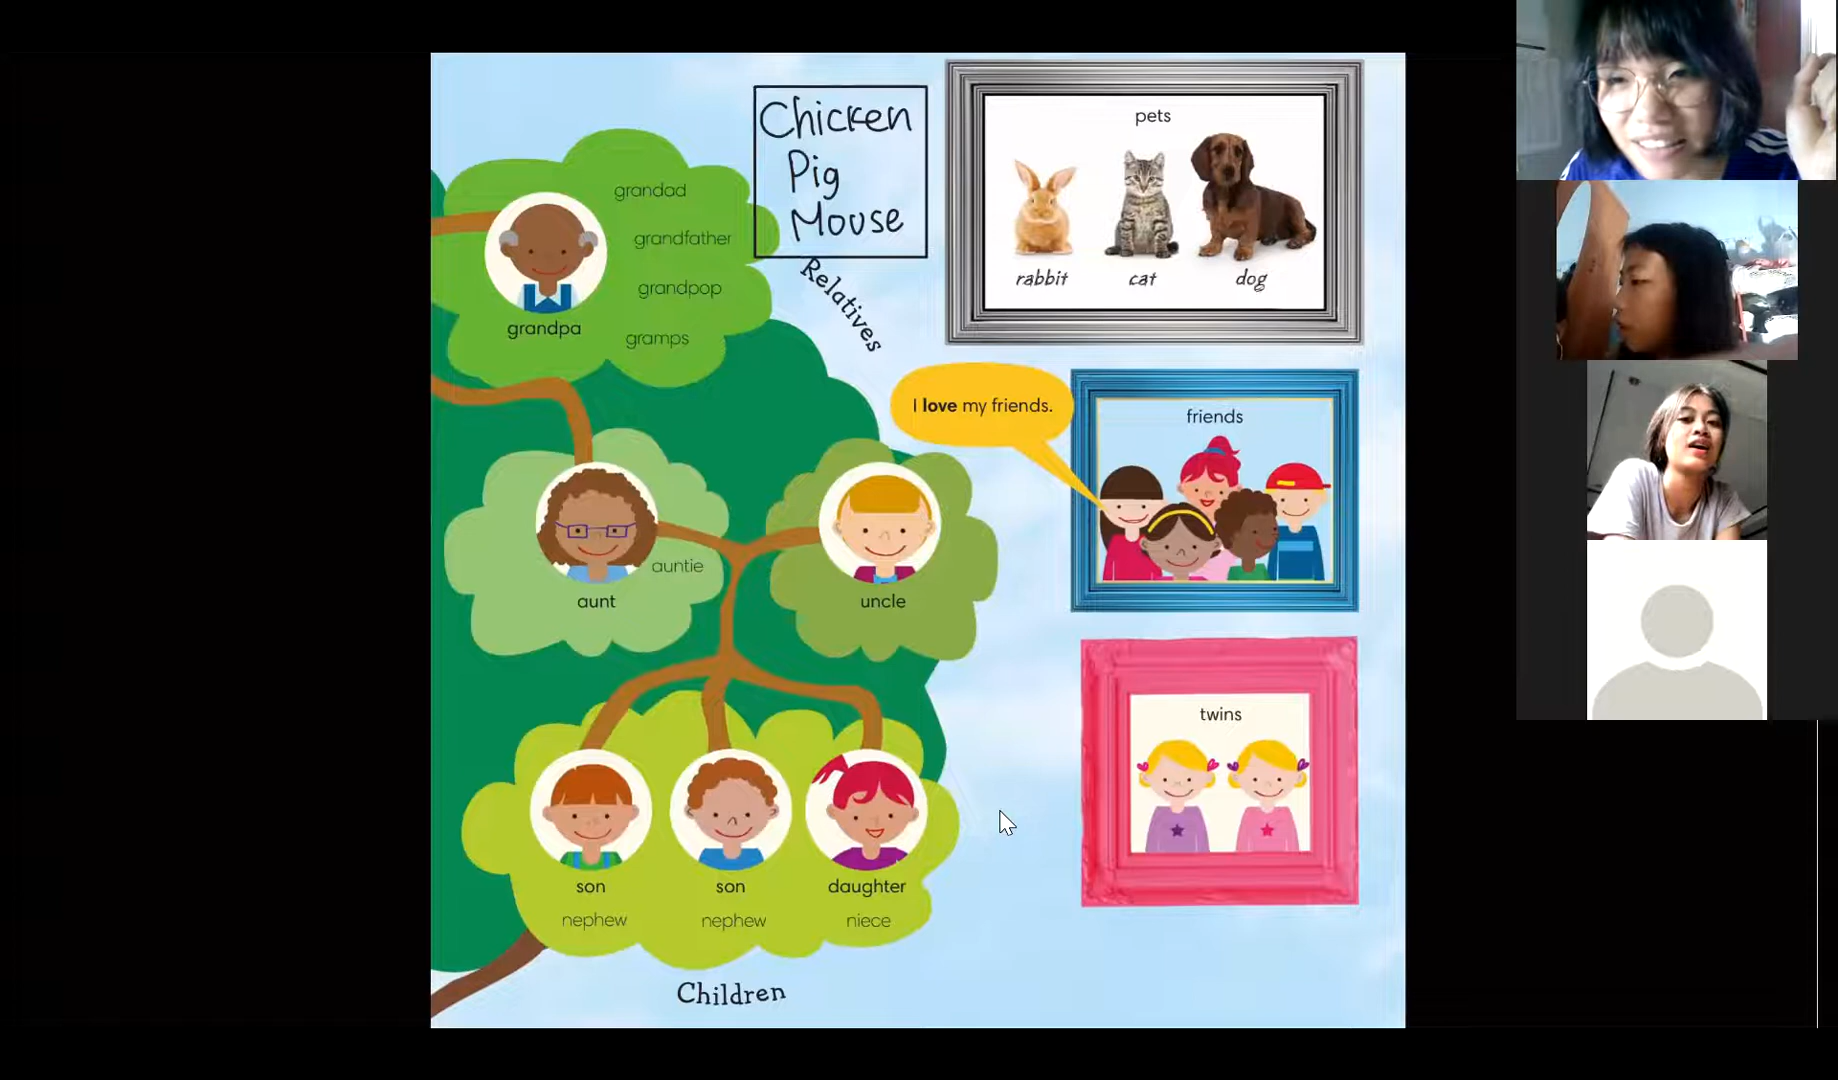 Chicken
Pig
Mouse
Relatives
grandad
grandfather
grandpop
gramps
grandpa
pets
rabbit cat dog
I love my friends.
friends
auntie
aunt
uncle
twins
son son daughter
nephew nephew niece
Children